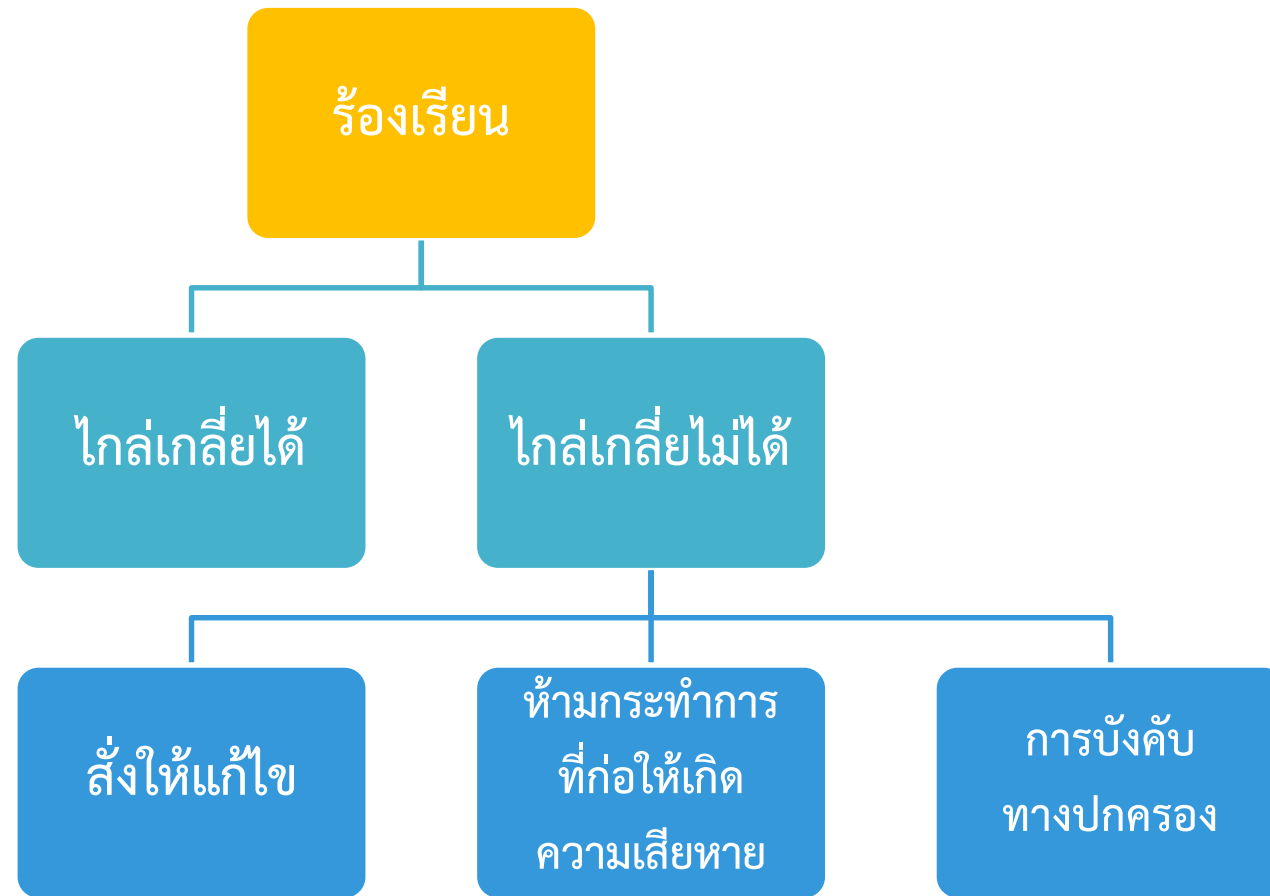 ร้องเรียน
ไกล่เกลี่ยได้
ไกล่เกลี่ยไม่ได้
สั่งให้แก้ไข
ห้ามกระทำการ
ที่ก่อให้เกิด
ความเสียหาย
การบังคับ
ทางปกครอง